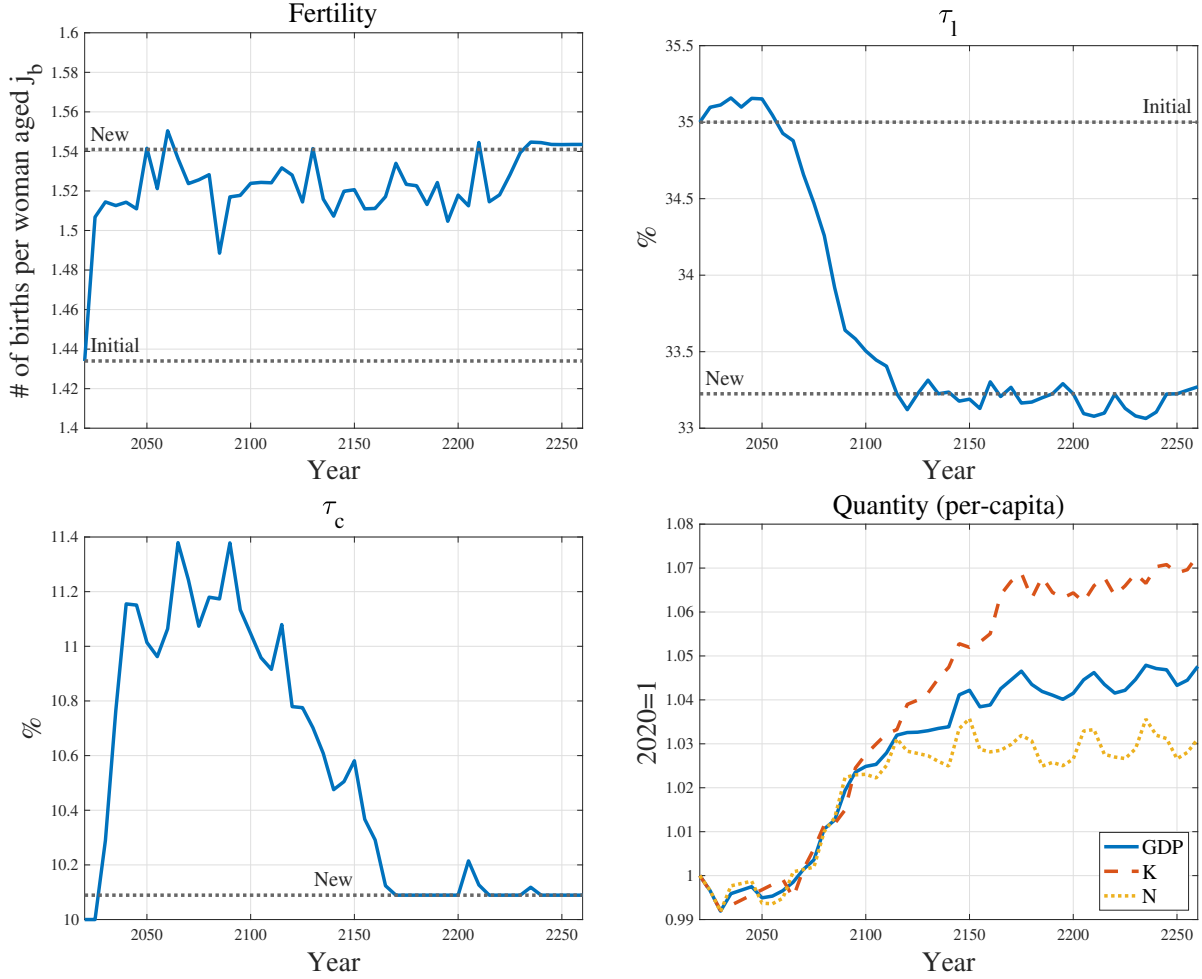 Fertility
# of births per woman aged j_b
1.6
1.58
1.56
1.54
1.52
1.5
1.48
1.46
1.44
1.42
1.4
New
Initial
2050 2100 2150 2200 2250
Year
τ_l
%
35.5
35
34.5
34
33.5
33
Initial
New
2050 2100 2150 2200 2250
Year
τ_c
%
11.4
11.2
11
10.8
10.6
10.4
10.2
10
New
2050 2100 2150 2200 2250
Year
Quantity (per-capita)
2020=1
1.08
1.07
1.06
1.05
1.04
1.03
1.02
1.01
1
0.99
GDP
K
N
2050 2100 2150 2200 2250
Year